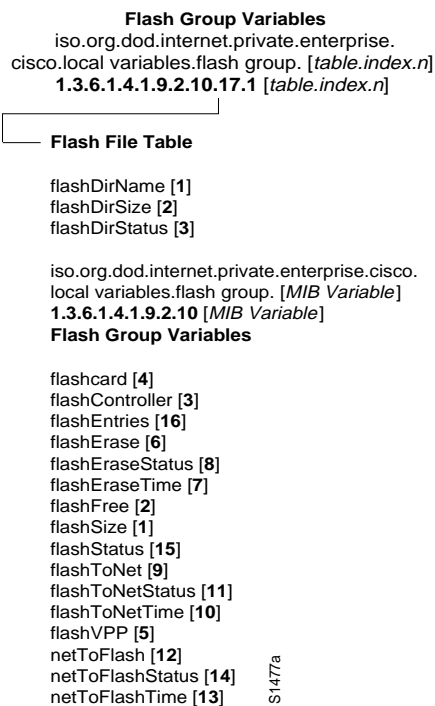 Flash Group Variables
iso.org.dod.internet.private.enterprise.
cisco.local variables.flash group. [table.index.n]
1.3.6.1.4.1.9.2.10.17.1 [table.index.n]
Flash File Table
flashDirName [1]
flashDirSize [2]
flashDirStatus [3]
iso.org.dod.internet.private.enterprise.cisco.
local variables.flash group. [MIB Variable]
1.3.6.1.4.1.9.2.10 [MIB Variable]
Flash Group Variables
flashcard [4]
flashController [3]
flashEntries [16]
flashErase [6]
flashEraseStatus [8]
flashEraseTime [7]
flashFree [2]
flashSize [1]
flashStatus [15]
flashToNet [9]
flashToNetStatus [11]
flashToNetTime [10]
flashVPP [5]
netToFlash [12]
netToFlashStatus [14]
netToFlashTime [13]
S1477a